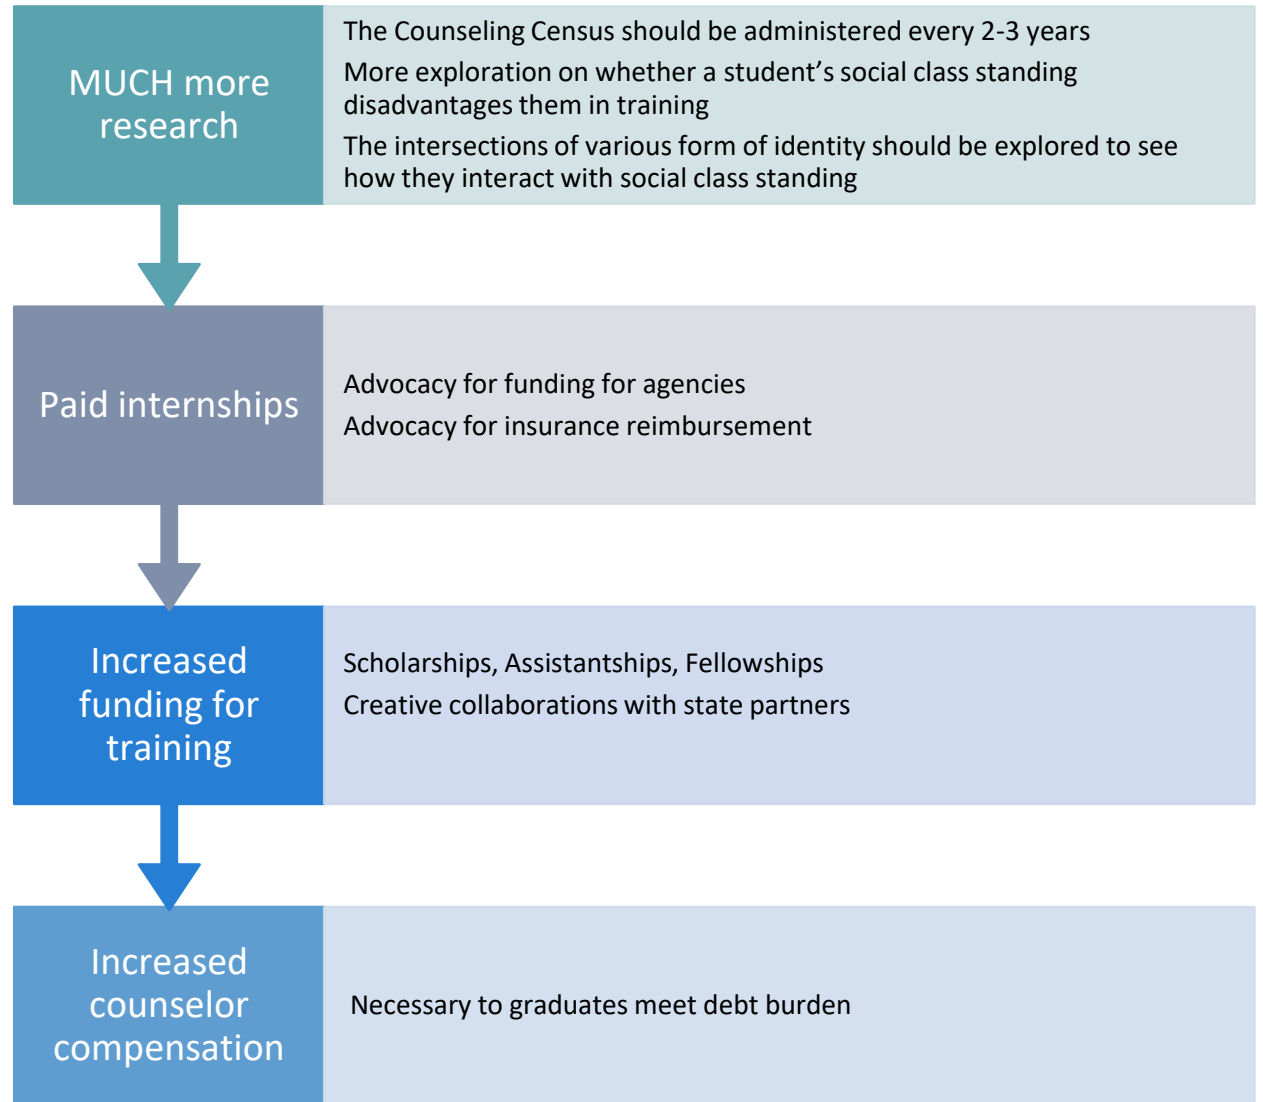 MUCH more
research
The Counseling Census should be administered every 2-3 years
More exploration on whether a student’s social class standing
disadvantages them in training
The intersections of various form of identity should be explored to see
how they interact with social class standing
Paid internships
Advocacy for funding for agencies
Advocacy for insurance reimbursement
Increased
funding for
training
Scholarships, Assistantships, Fellowships
Creative collaborations with state partners
Increased
counselor
compensation
Necessary to graduates meet debt burden